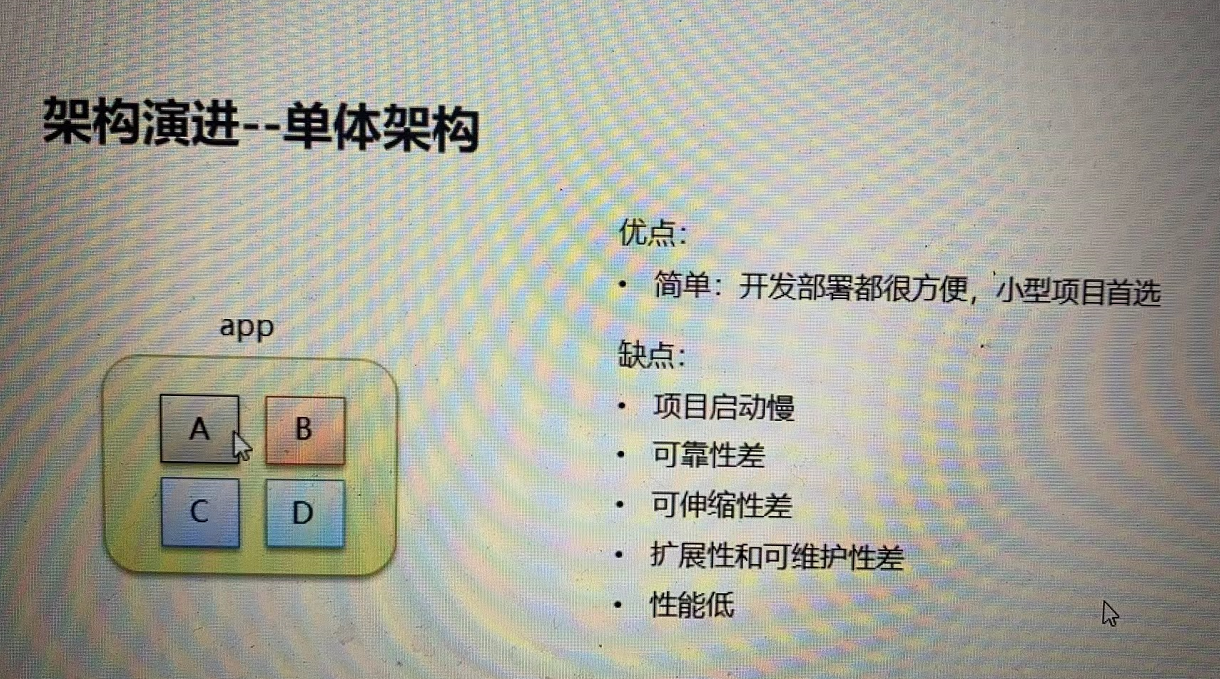 架构演进--单体架构
优点：
• 简单：开发部署都很方便，小型项目首选
缺点：
• 项目启动慢
• 可靠性差
• 可伸缩性差
• 扩展性和可维护性差
• 性能低
app
A B
C D